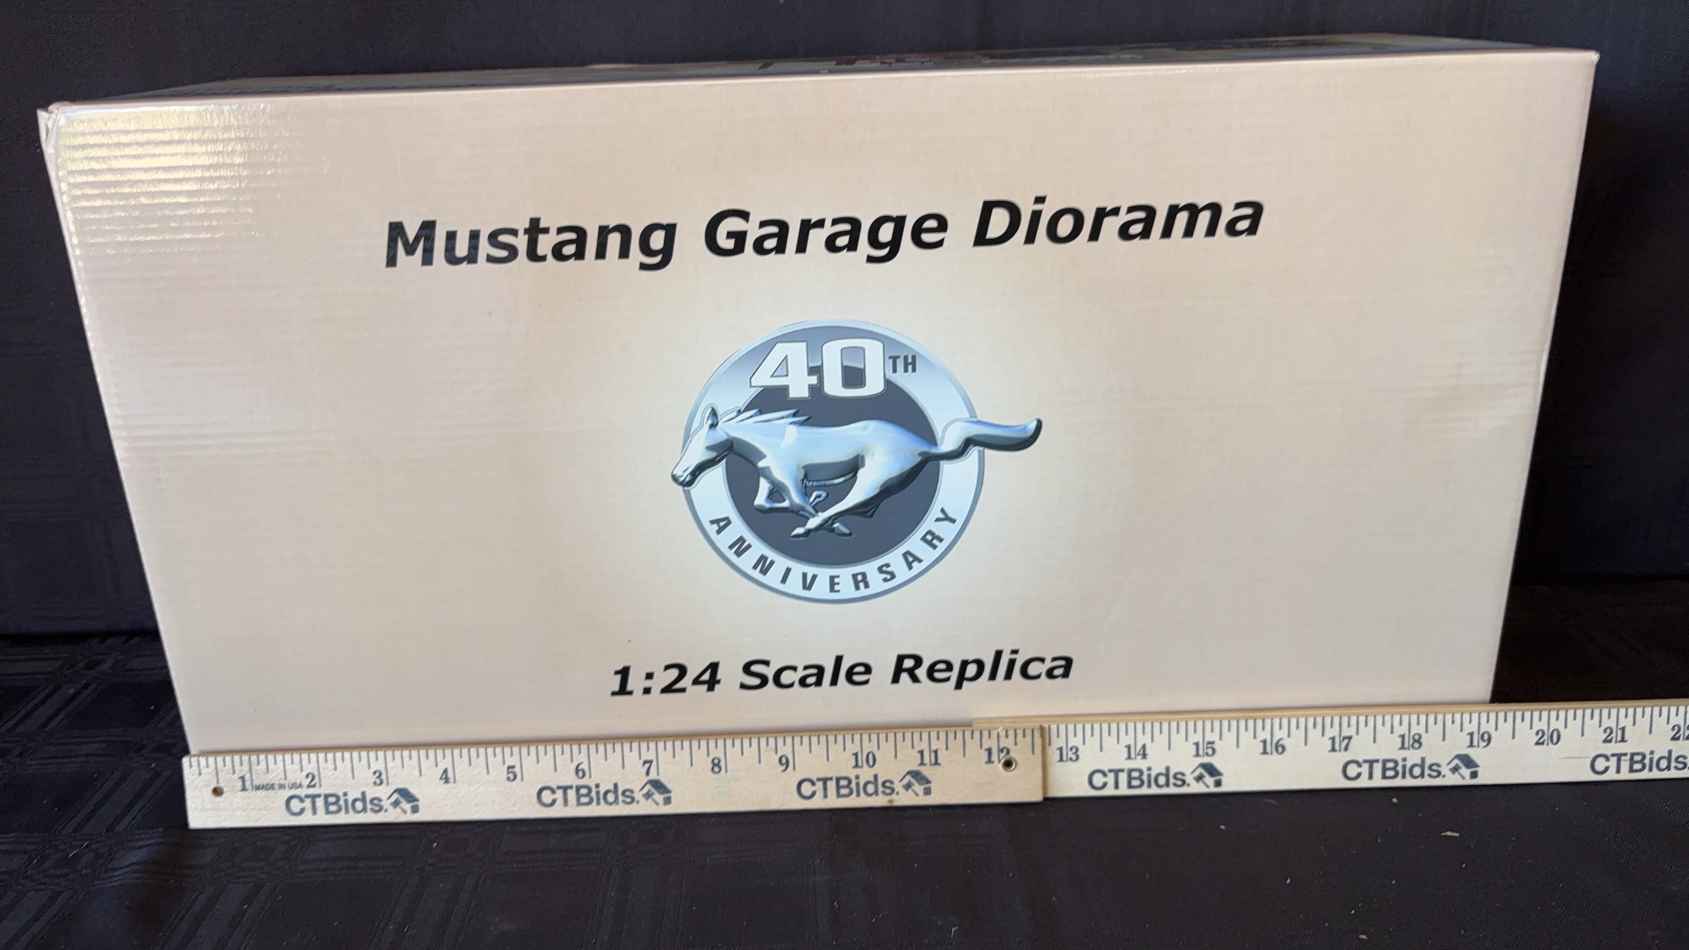 Mustang Garage Diorama
40TH
ANNIVERSARY
1:24 Scale Replica
1 2 3 4 5 6 7 8 9 10 11 12 13 14 15 16 17 18 19 20 21
MADE IN USA
CTBids. CTBids. CTBids. CTBids. CTBids. CTBids